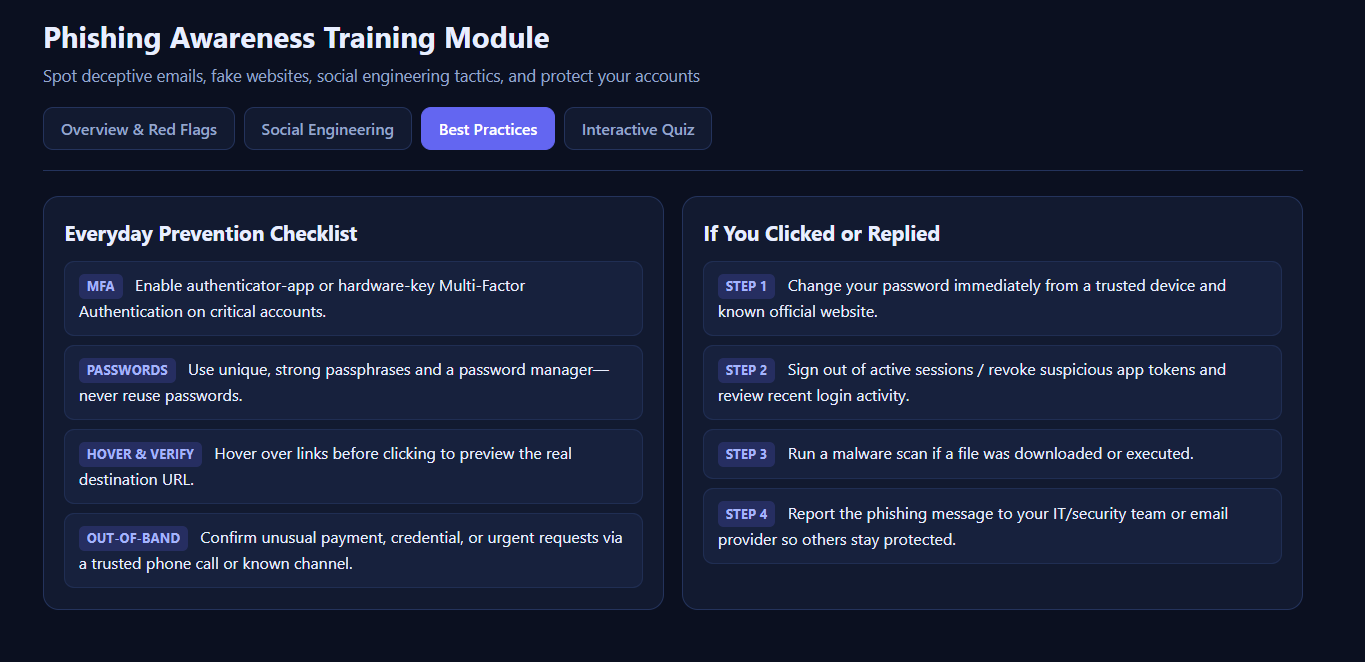 Phishing Awareness Training Module
Spot deceptive emails, fake websites, social engineering tactics, and protect your accounts
Overview & Red Flags
Social Engineering
Best Practices
Interactive Quiz
Everyday Prevention Checklist
MFA Enable authenticator-app or hardware-key Multi-Factor
Authentication on critical accounts.
PASSWORDS Use unique, strong passphrases and a password manager—
never reuse passwords.
HOVER & VERIFY Hover over links before clicking to preview the real
destination URL.
OUT-OF-BAND Confirm unusual payment, credential, or urgent requests via
a trusted phone call or known channel.
If You Clicked or Replied
STEP 1 Change your password immediately from a trusted device and
known official website.
STEP 2 Sign out of active sessions / revoke suspicious app tokens and
review recent login activity.
STEP 3 Run a malware scan if a file was downloaded or executed.
STEP 4 Report the phishing message to your IT/security team or email
provider so others stay protected.